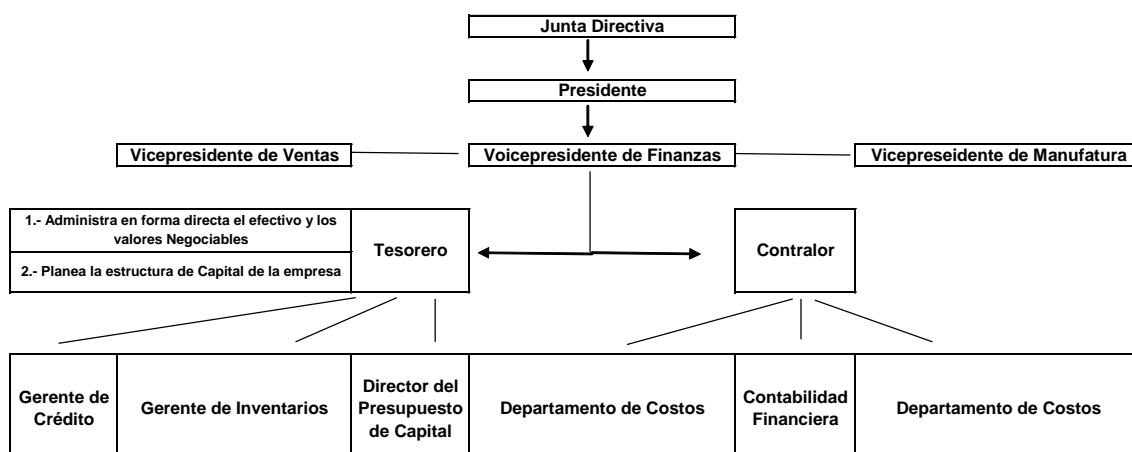 Junta Directiva
Presidente
Vicepresidente de Ventas
Voicepresidente de Finanzas
Vicepreseidente de Manufatura
1.- Administra en forma directa el efectivo y los
valores Negociables
2.- Planea la estructura de Capital de la empresa
Tesorero
Contralor
Gerente de
Crédito
Gerente de Inventarios
Director del
Presupuesto
de Capital
Departamento de Costos
Contabilidad
Financiera
Departamento de Costos